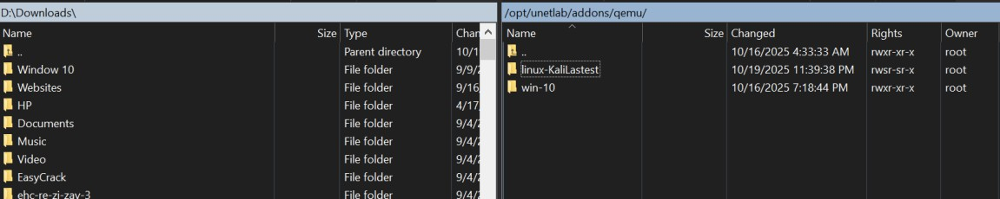 D:\Downloads\
Name Size Type Chan
.. Parent directory 10/1
Window 10 File folder 9/9/2
Websites File folder 9/16,
HP File folder 4/17,
Documents File folder 9/4/2
Music File folder 9/4/2
Video File folder 9/4/2
EasyCrack File folder 9/4/2
ehc-re-zi-zay-3 File folder 9/4/2
/opt/unetlab/addons/qemu/
Name Size Changed Rights Owner
.. 10/16/2025 4:33:33 AM rwxr-xr-x root
linux-KaliLastest 10/19/2025 11:39:38 PM rwsr-sr-x root
win-10 10/16/2025 7:18:44 PM rwxr-xr-x root